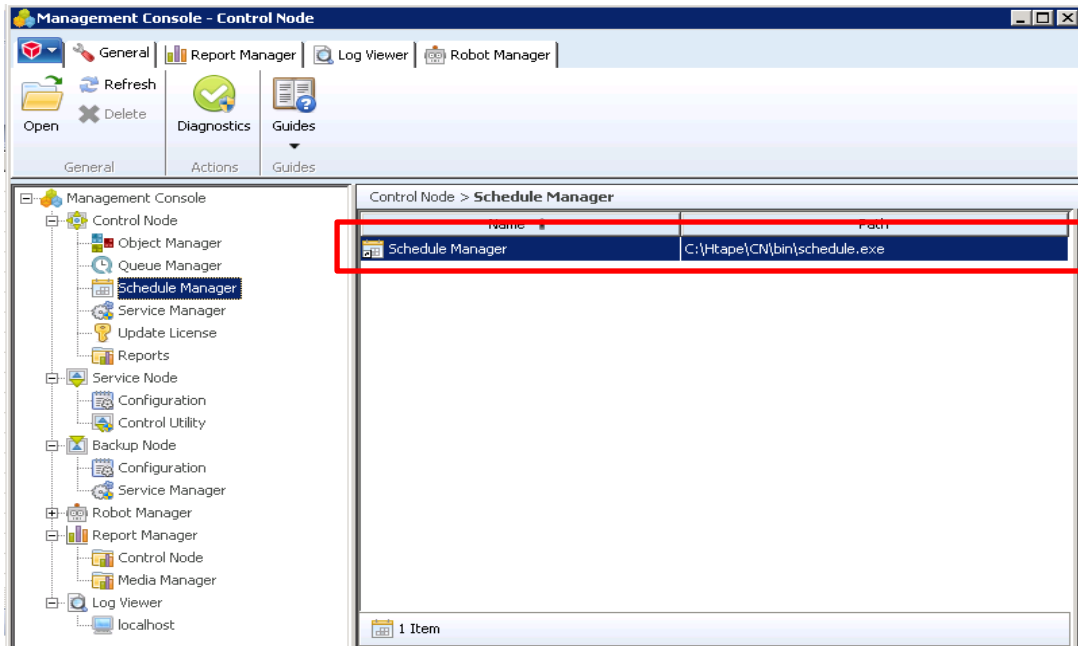 Management Console - Control Node
General Report Manager Log Viewer Robot Manager
Open
Refresh
Delete
Diagnostics
Guides
General Actions Guides
Management Console
Control Node
Object Manager
Queue Manager
Schedule Manager
Service Manager
Update License
Reports
Service Node
Configuration
Control Utility
Backup Node
Configuration
Service Manager
Robot Manager
Report Manager
Control Node
Media Manager
Log Viewer
localhost
Control Node > Schedule Manager
Name Path
Schedule Manager C:\Htape\CN\bin\schedule.exe
1 Item